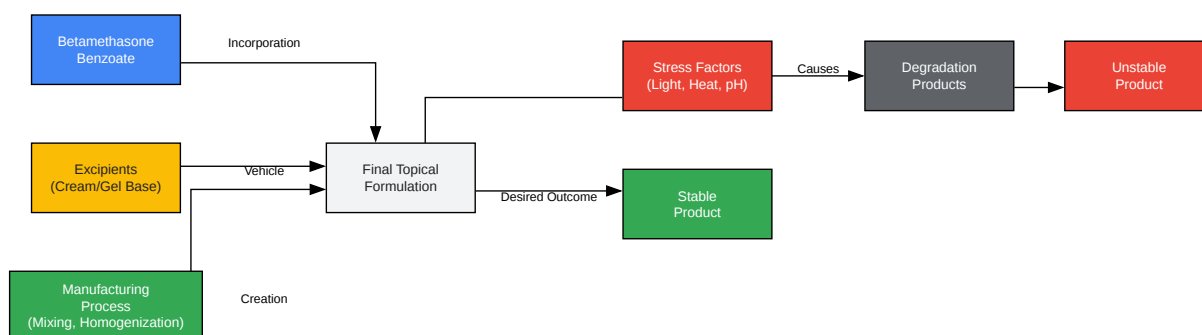 Betamethasone
Benzoate
Incorporation
Stress Factors
(Light, Heat, pH)
Causes
Degradation
Products
Unstable
Product
Excipients
(Cream/Gel Base)
Vehicle
Final Topical
Formulation
Desired Outcome
Stable
Product
Manufacturing
Process
(Mixing, Homogenization)
Creation